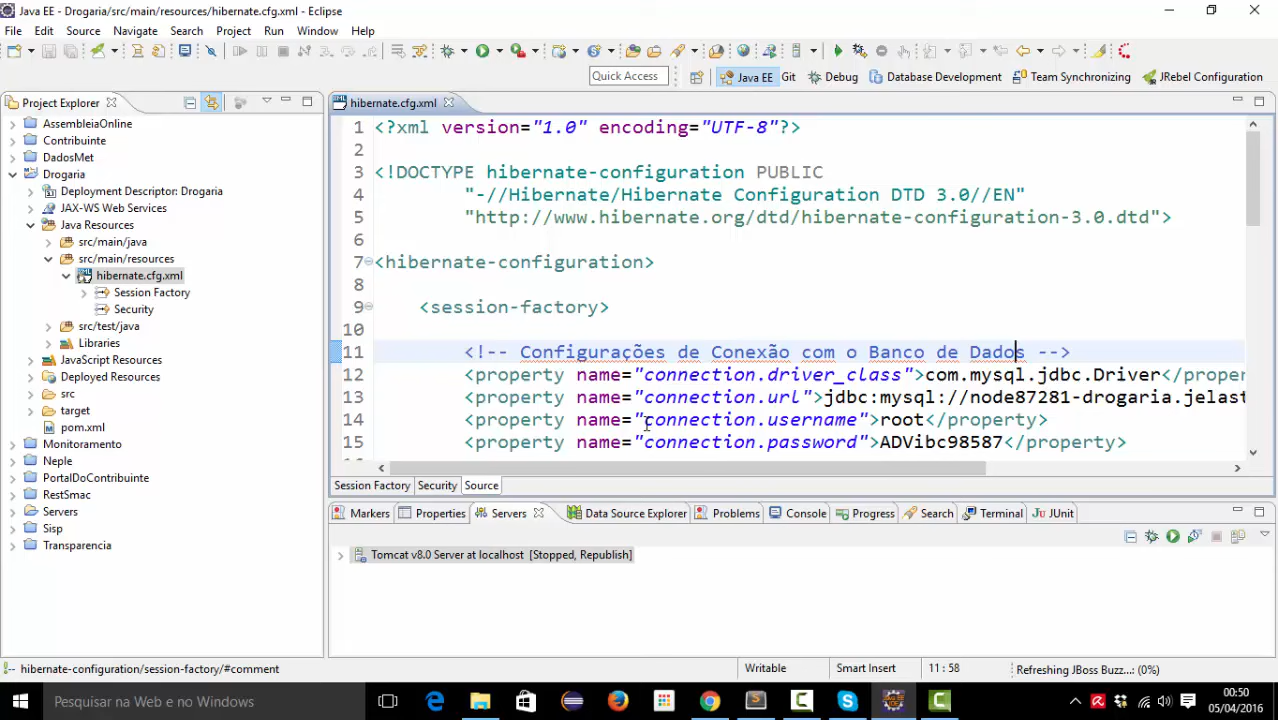 Java EE - Drogaria/src/main/resources/hibernate.cfg.xml - Eclipse
File Edit Source Navigate Search Project Run Window Help
Quick Access
Java EE Git Debug Database Development Team Synchronizing JRebel Configuration
Project Explorer
AssembleiaOnline
Contribuinte
DadosMet
Drogaria
Deployment Descriptor: Drogaria
JAX-WS Web Services
Java Resources
src/main/java
src/main/resources
hibernate.cfg.xml
Session Factory
Security
src/test/java
Libraries
JavaScript Resources
Deployed Resources
src
target
pom.xml
Monitoramento
Neple
PortalDoContribuinte
RestSmac
Servers
Sisp
Transparencia
hibernate.cfg.xml
1 <?xml version="1.0" encoding="UTF-8"?>
2
3 <!DOCTYPE hibernate-configuration PUBLIC
4 "-//Hibernate/Hibernate Configuration DTD 3.0//EN"
5 "http://www.hibernate.org/dtd/hibernate-configuration-3.0.dtd">
6
7 <hibernate-configuration>
8
9 <session-factory>
10
11 <!-- Configurações de Conexão com o Banco de Dados -->
12 <property name="connection.driver_class">com.mysql.jdbc.Driver</proper
13 <property name="connection.url">jdbc:mysql://node87281-drogaria.jelast
14 <property name="connection.username">root</property>
15 <property name="connection.password">ADVibc98587</property>
Session Factory Security Source
Markers Properties Servers Data Source Explorer Problems Console Progress Search Terminal JUnit
Tomcat v8.0 Server at localhost [Stopped, Republish]
hibernate-configuration/session-factory/#comment Writable Smart Insert 11 : 58 Refreshing JBoss Buzz...: (0%)
Pesquisar na Web e no Windows
00:50
05/04/2016